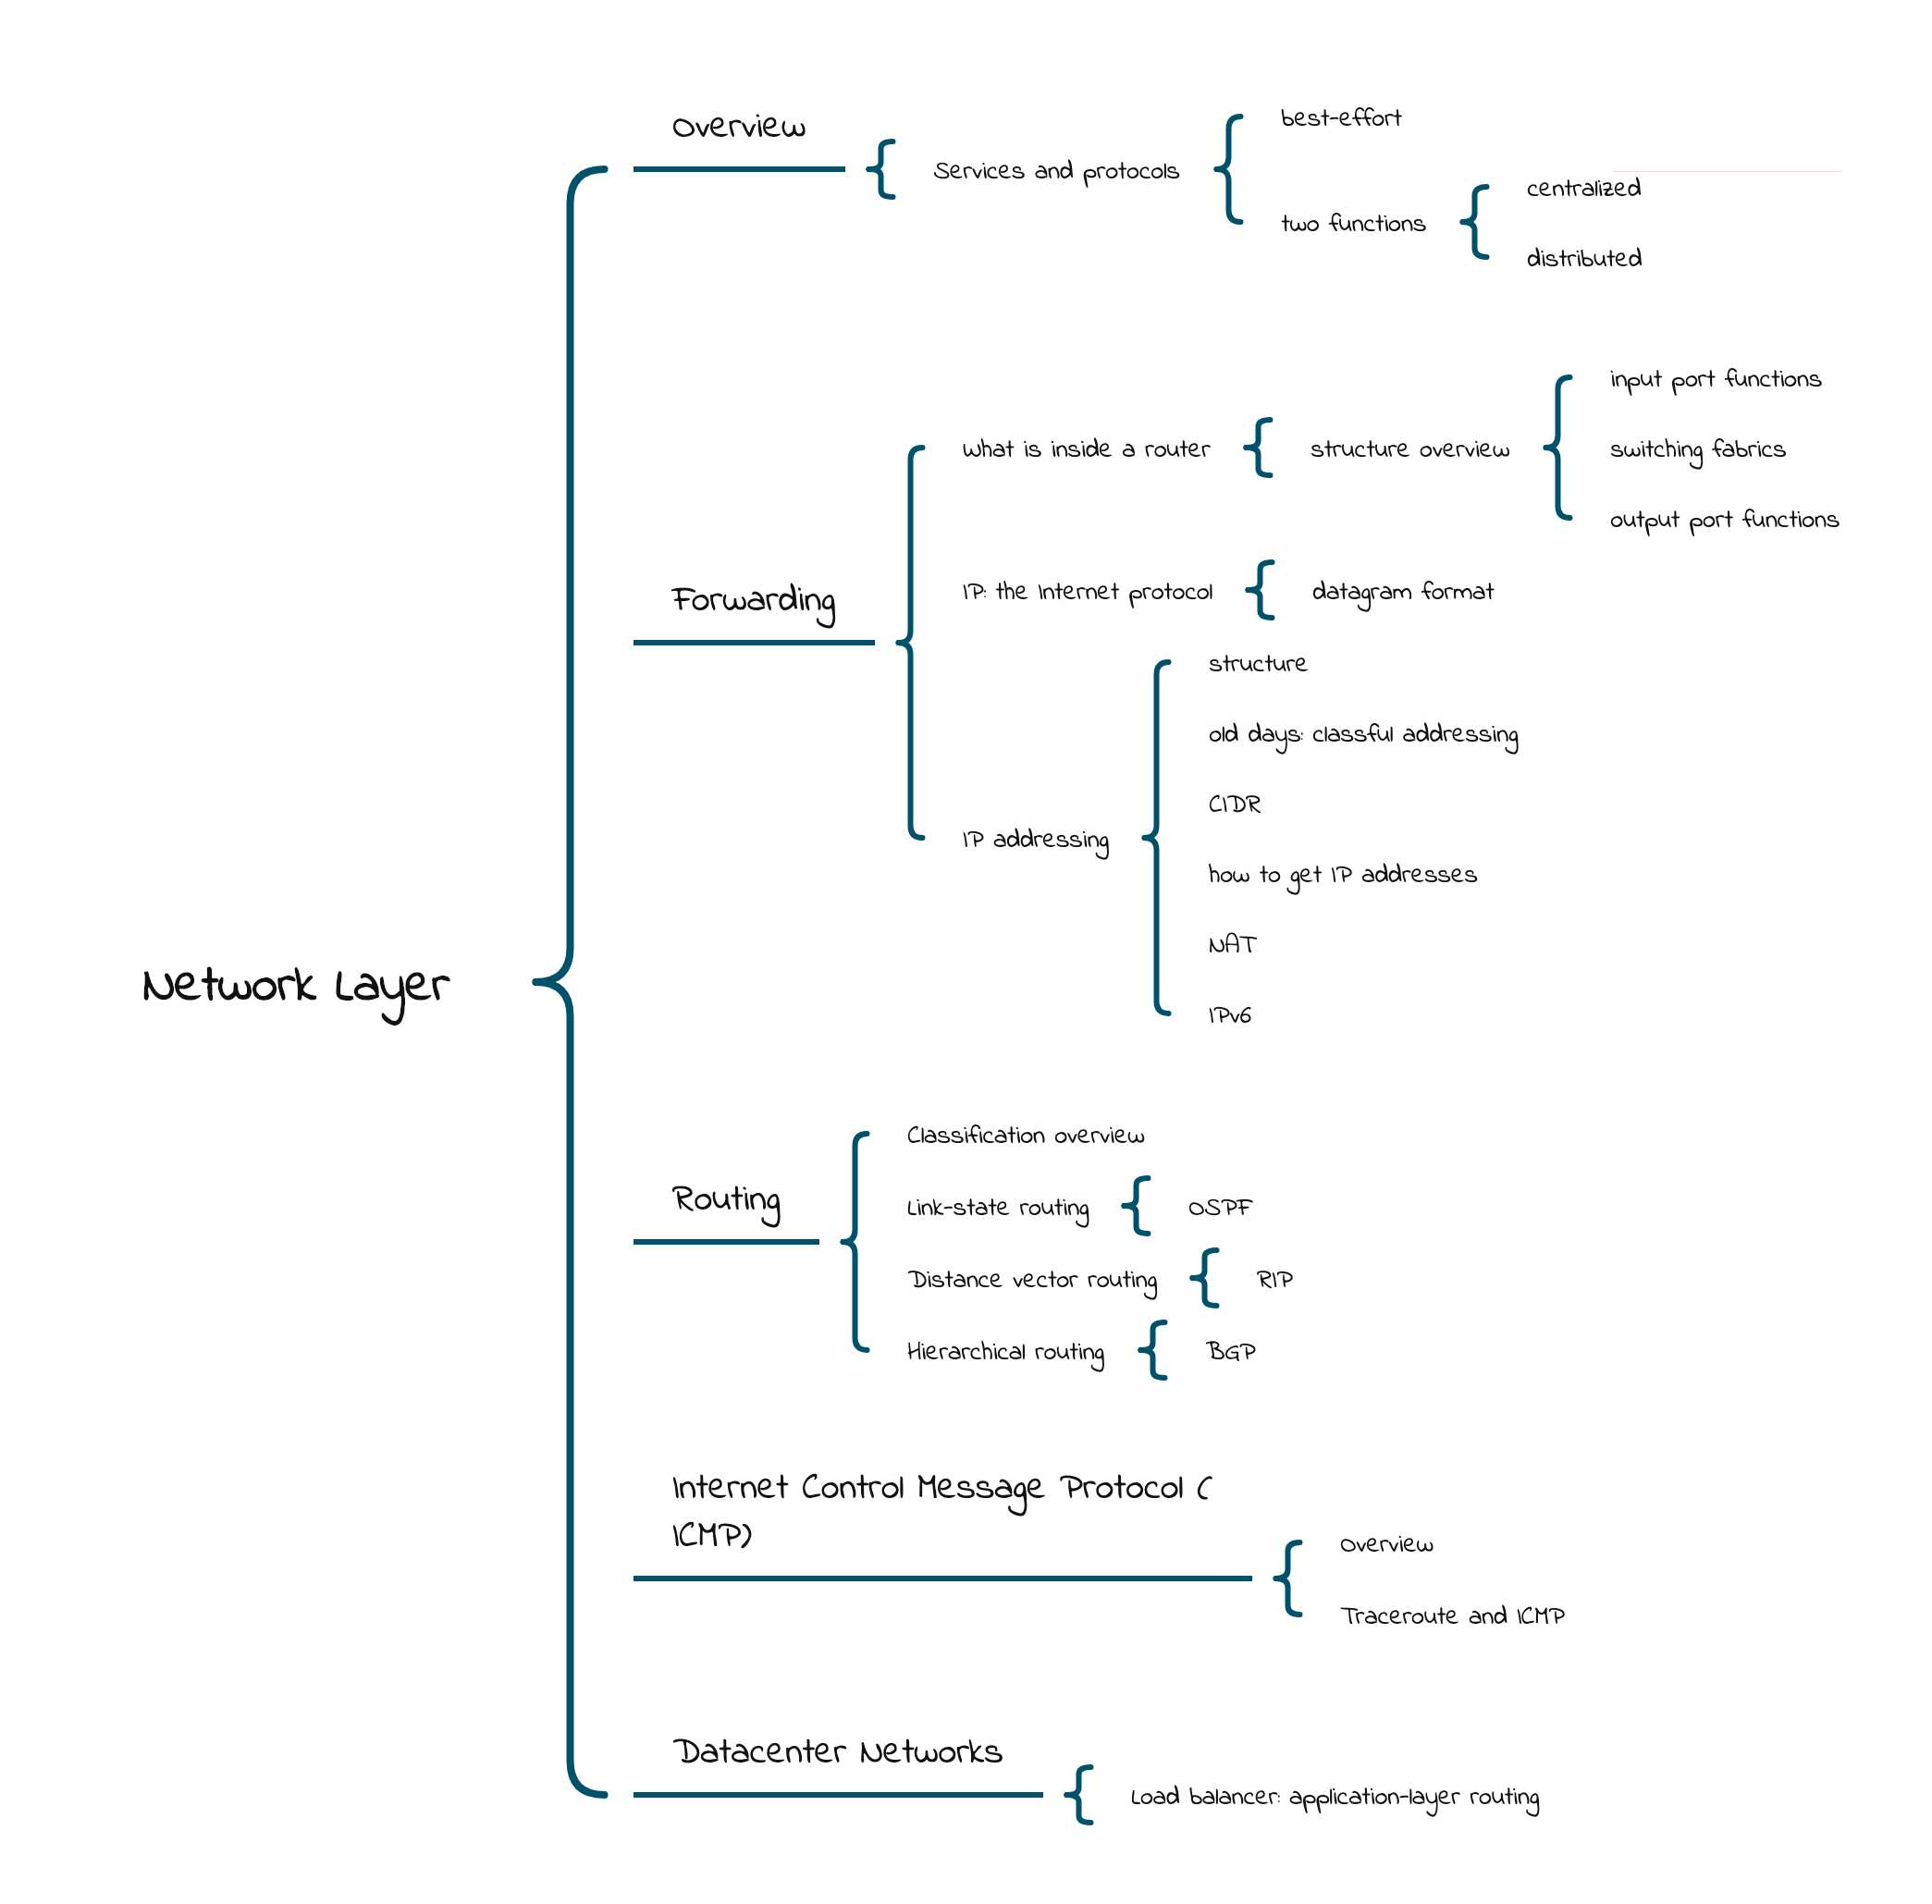 Overview
Services and protocols
best-effort
two functions
centralized
distributed
Forwarding
What is inside a router
structure overview
input port functions
switching fabrics
output port functions
IP: the Internet protocol
datagram format
IP addressing
structure
old days: classful addressing
CIDR
how to get IP addresses
NAT
IPv6
Network Layer
Routing
Classification overview
Link-state routing
OSPF
Distance vector routing
RIP
Hierarchical routing
BGP
Internet Control Message Protocol (
ICMP)
Overview
Traceroute and ICMP
Datacenter Networks
Load balancer: application-layer routing